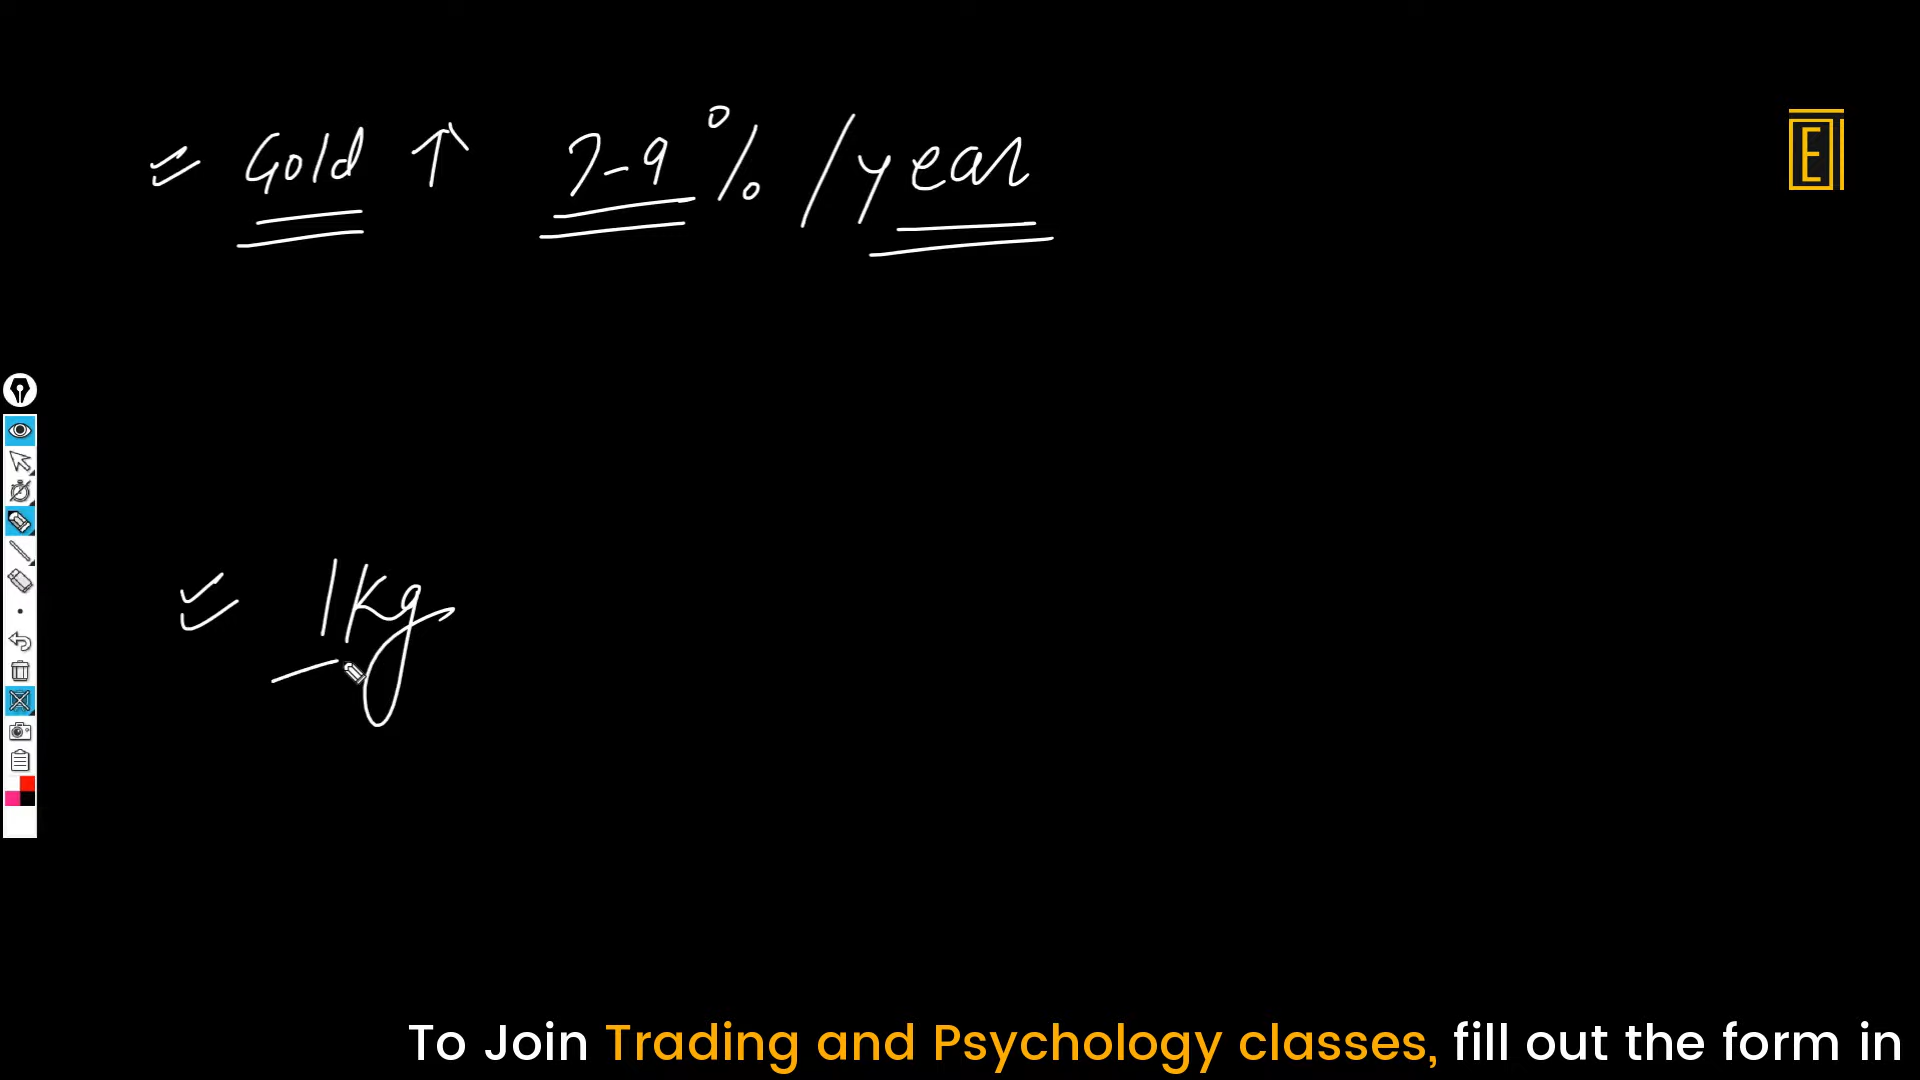 Gold ↑ 7-9% /year
E
1kg
To Join Trading and Psychology classes, fill out the form in